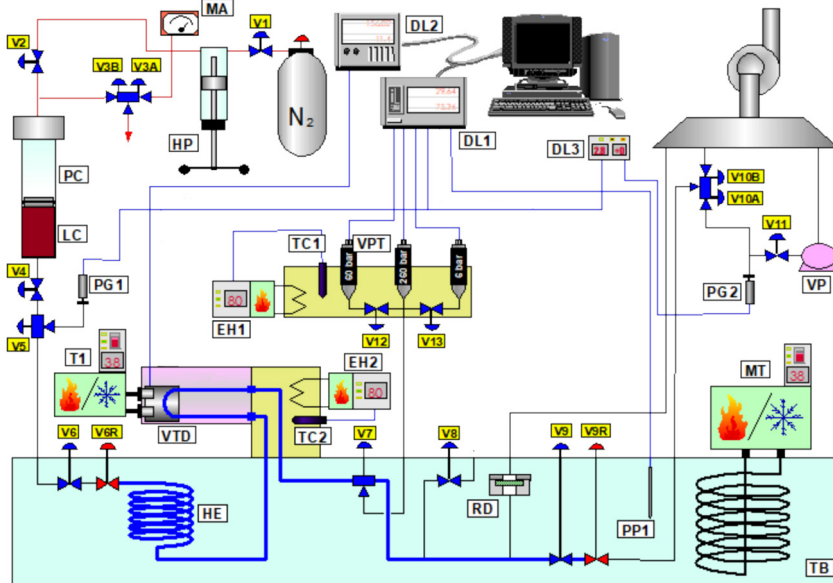 MA
V1
DL2
V2
V3B
V3A
N2
DL1
HP
DL3
V10B
V10A
PC
LC
TC1
VPT
V11
60 bar
260 bar
6 bar
V4
PG1
80
EH1
PG2
VP
V5
V12
V13
T1
38
EH2
80
MT
38
VTD
TC2
V6
V6R
V7
V8
V9
V9R
HE
RD
PP1
TB